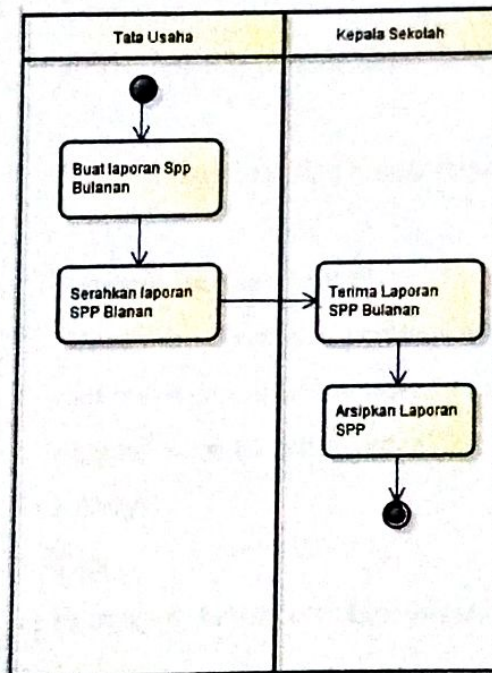 Tata Usaha
Kepala Sekolah
Buat laporan Spp
Bulanan
Serahkan laporan
SPP Blanan
Terima Laporan
SPP Bulanan
Arsipkan Laporan
SPP